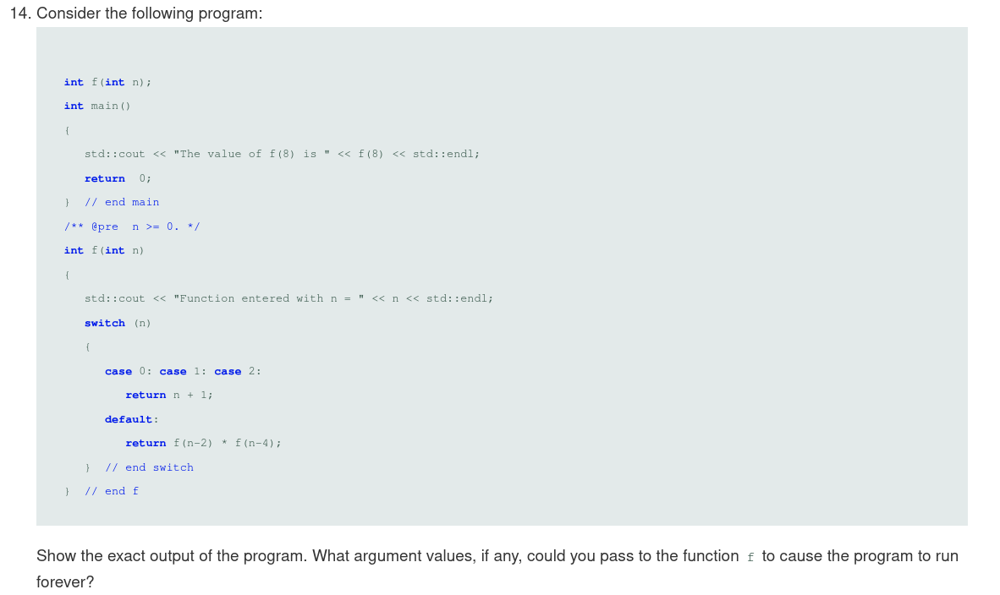 14. Consider the following program:
int f(int n);
int main()
{
std::cout << "The value of f(8) is " << f(8) << std::endl;
return  0;
}  // end main
/** @pre  n >= 0. */
int f(int n)
{
std::cout << "Function entered with n = " << n << std::endl;
switch (n)
{
case 0: case 1: case 2:
return n + 1;
default:
return f(n-2) * f(n-4);
}  // end switch
}  // end f
Show the exact output of the program. What argument values, if any, could you pass to the function f to cause the program to run
forever?